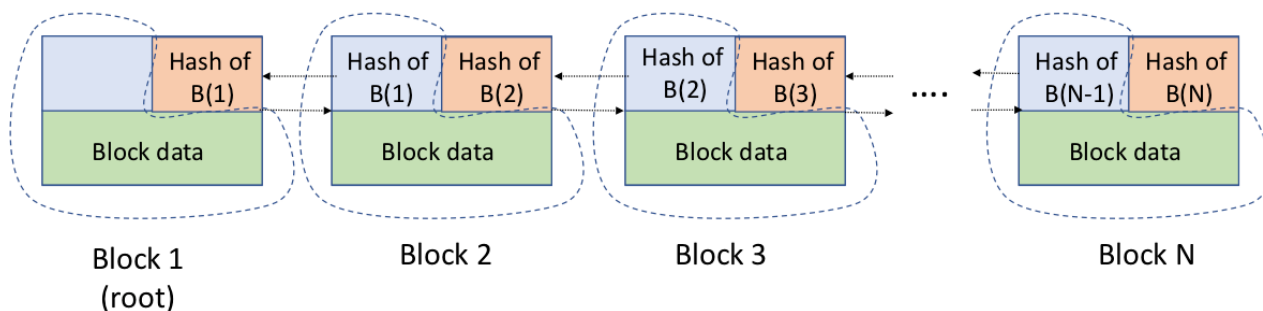 Hash of
B(1)
Block data
Block 1
(root)
Hash of
B(1)
Hash of
B(2)
Block data
Block 2
Hash of
B(2)
Hash of
B(3)
Block data
Block 3
....
Hash of
B(N-1)
Hash of
B(N)
Block data
Block N